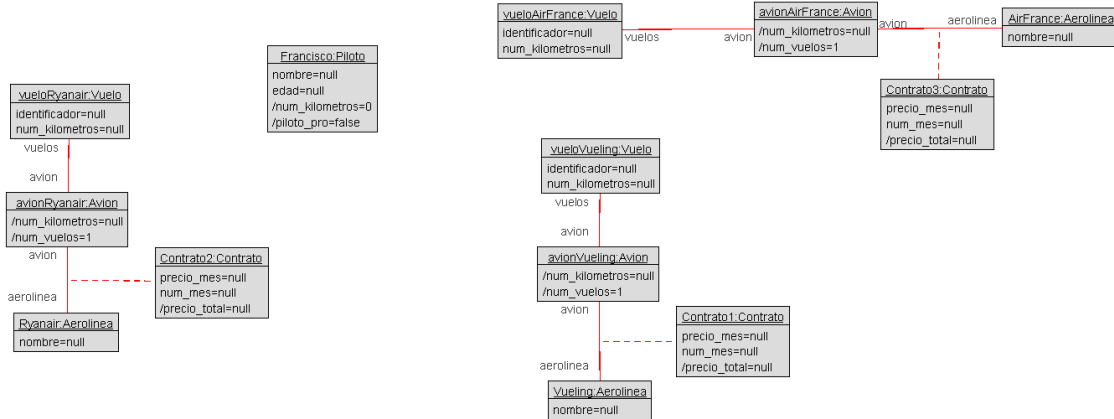 vueloAirFrance:Vuelo
identificador=null
num_kilometros=null
vuelos
avion
avionAirFrance:Avion
/num_kilometros=null
/num_vuelos=1
avion
aerolinea
AirFrance:Aerolinea
nombre=null
Contrato3:Contrato
precio_mes=null
num_mes=null
/precio_total=null
Francisco:Piloto
nombre=null
edad=null
/num_kilometros=0
/piloto_pro=false
vueloRyanair:Vuelo
identificador=null
num_kilometros=null
vuelos
avion
avionRyanair:Avion
/num_kilometros=null
/num_vuelos=1
avion
Contrato2:Contrato
precio_mes=null
num_mes=null
/precio_total=null
aerolinea
Ryanair:Aerolinea
nombre=null
vueloVueling:Vuelo
identificador=null
num_kilometros=null
vuelos
avion
avionVueling:Avion
/num_kilometros=null
/num_vuelos=1
avion
Contrato1:Contrato
precio_mes=null
num_mes=null
/precio_total=null
aerolinea
Vueling:Aerolinea
nombre=null